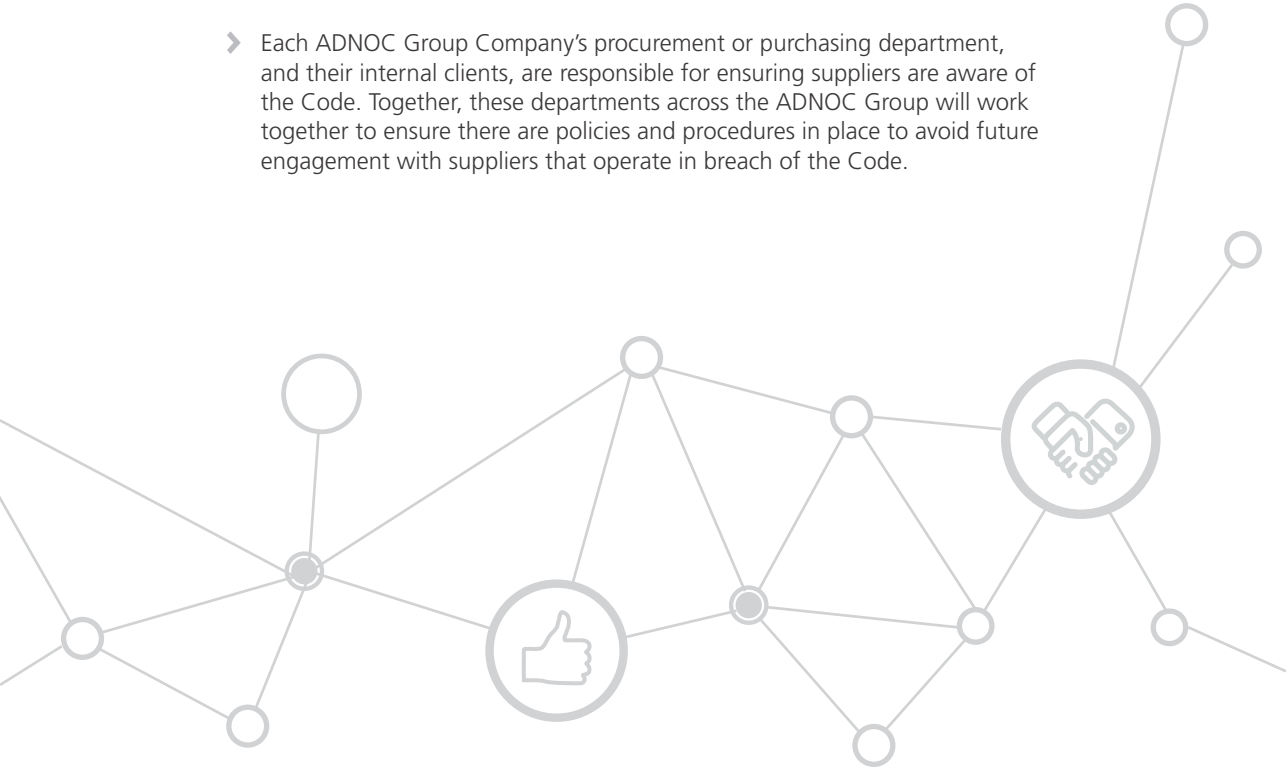 Each ADNOC Group Company’s procurement or purchasing department,
and their internal clients, are responsible for ensuring suppliers are aware of
the Code. Together, these departments across the ADNOC Group will work
together to ensure there are policies and procedures in place to avoid future
engagement with suppliers that operate in breach of the Code.